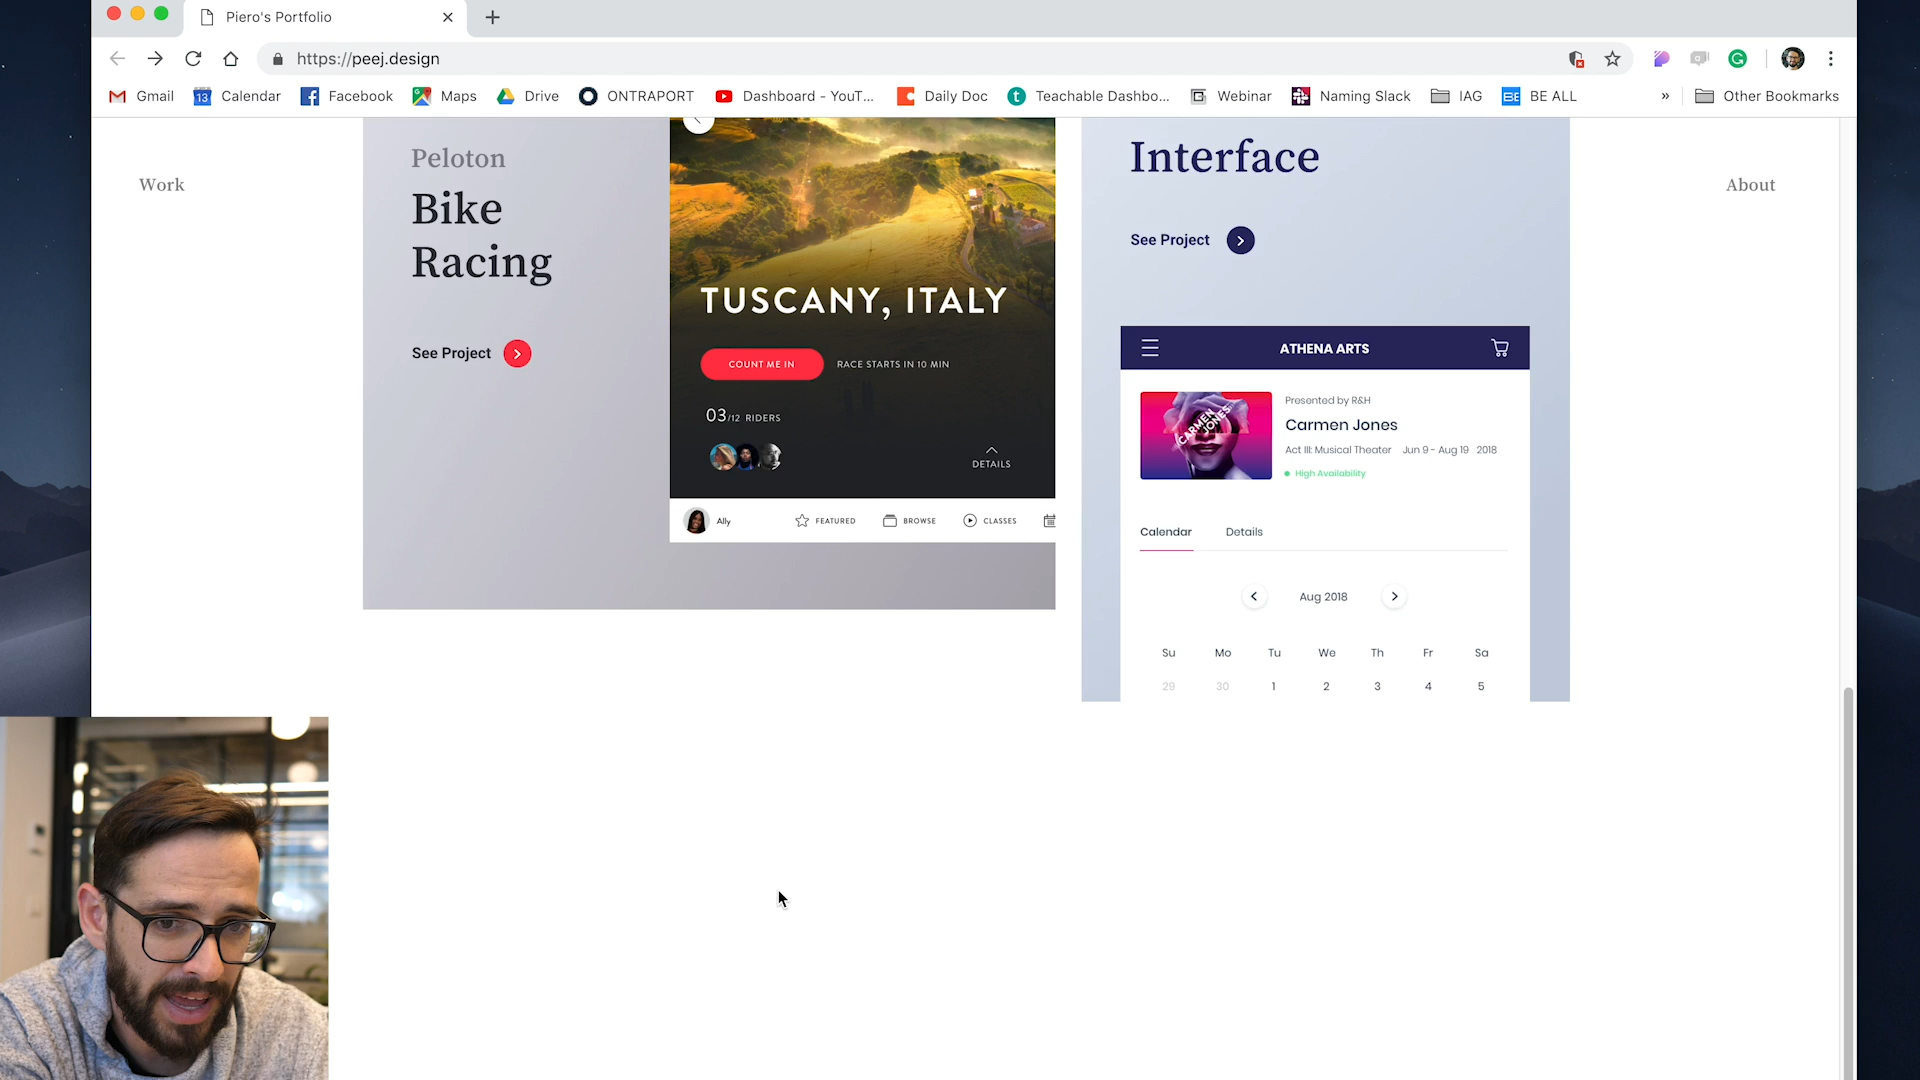 Piero's Portfolio
https://peej.design
Gmail
13 Calendar
Facebook
Maps
Drive
ONTRAPORT
Dashboard - YouT...
Daily Doc
Teachable Dashbo...
Webinar
Naming Slack
IAG
BE BE ALL
»
Other Bookmarks
Work
About
Peloton
Bike
Racing
See Project
TUSCANY, ITALY
COUNT ME IN
RACE STARTS IN 10 MIN
03/12 RIDERS
DETAILS
Ally
FEATURED
BROWSE
CLASSES
Interface
See Project
ATHENA ARTS
CARMEN
JONES
Presented by R&H
Carmen Jones
Act III: Musical Theater Jun 9 - Aug 19 2018
High Availability
Calendar Details
Aug 2018
Su Mo Tu We Th Fr Sa
29 30 1 2 3 4 5